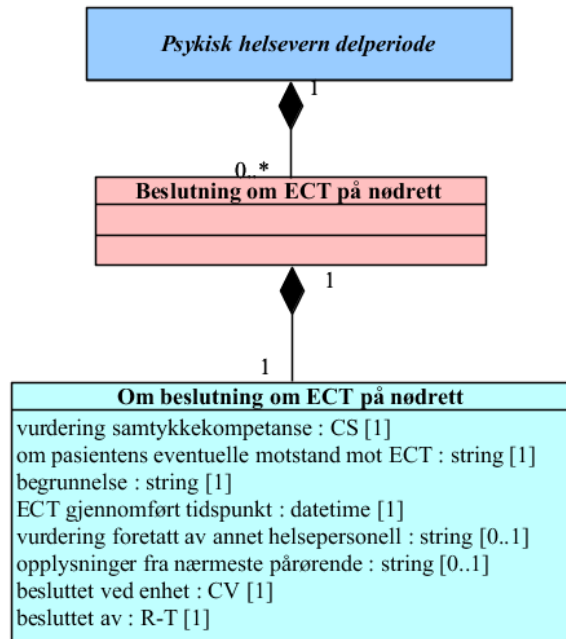 Psykisk helsevern delperiode
1
0..*
Beslutning om ECT på nødrett
1
1
Om beslutning om ECT på nødrett
vurdering samtykkekompetanse : CS [1]
om pasientens eventuelle motstand mot ECT : string [1]
begrunnelse : string [1]
ECT gjennomført tidspunkt : datetime [1]
vurdering foretatt av annet helsepersonell : string [0..1]
opplysninger fra nærmeste pårørende : string [0..1]
besluttet ved enhet : CV [1]
besluttet av : R-T [1]